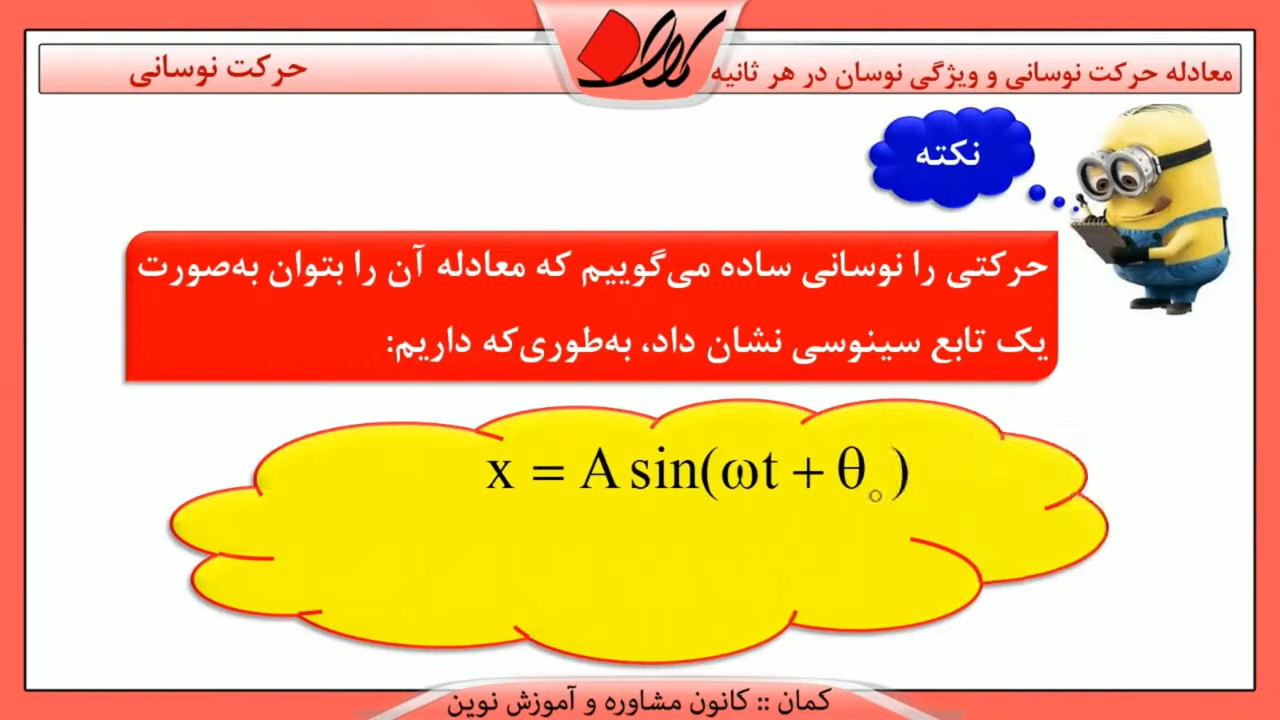 معادله حرکت نوسانی و ویژگی نوسان در هر ثانیه
حرکت نوسانی
کمان
نکته
حرکتی را نوسانی ساده می‌گوییم که معادله آن را بتوان به‌صورت
یک تابع سینوسی نشان داد، به‌طوری‌که داریم:
x = A sin(ωt + θ₀)
کمان :: کانون مشاوره و آموزش نوین